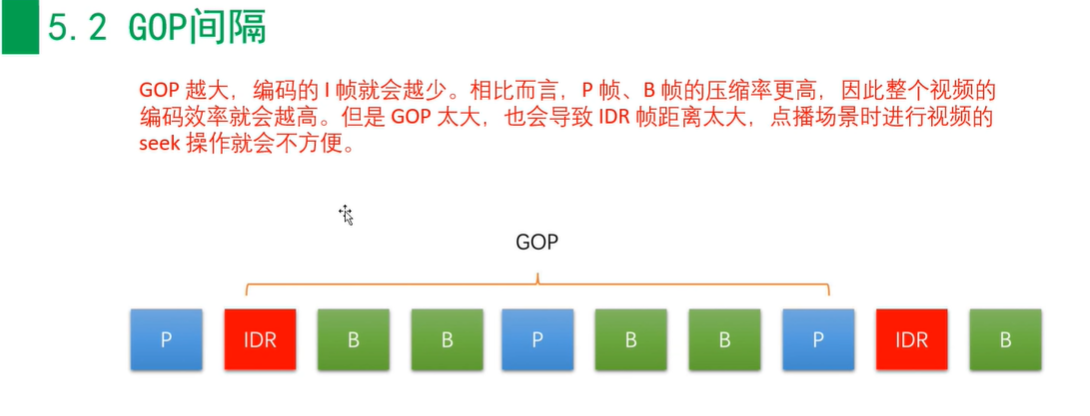 5.2 GOP间隔
GOP 越大，编码的 I 帧就会越少。相比而言，P 帧、B 帧的压缩率更高，因此整个视频的
编码效率就会越高。但是 GOP 太大，也会导致 IDR 帧距离太大，点播场景时进行视频的
seek 操作就会不方便。
GOP
P IDR B B P B B P IDR B